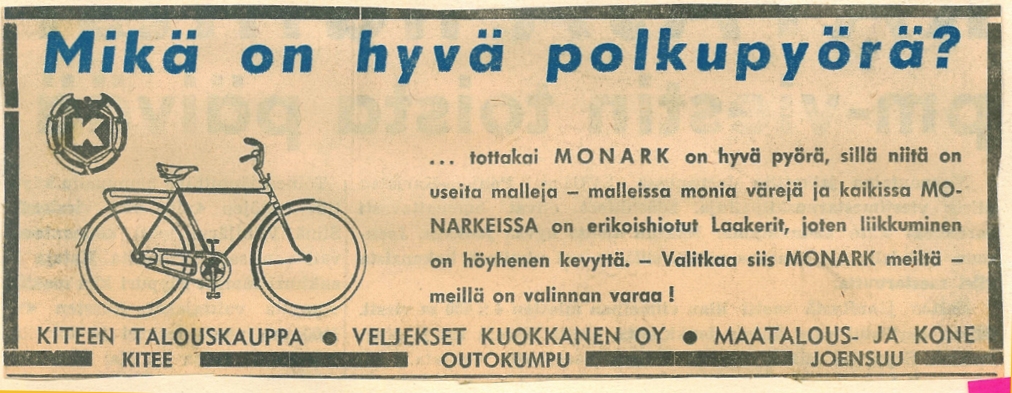 Mikä on hyvä polkupyörä?
K
... tottakai MONARK on hyvä pyörä, sillä niitä on
useita malleja – malleissa monia värejä ja kaikissa MO-
NARKEISSA on erikoishiotut Laakerit, joten liikkuminen
on höyhenen kevyttä. – Valitkaa siis MONARK meiltä –
meillä on valinnan varaa !
KITEEN TALOUSKAUPPA ● VELJEKSET KUOKKANEN OY ● MAATALOUS- JA KONE
KITEE OUTOKUMPU JOENSUU